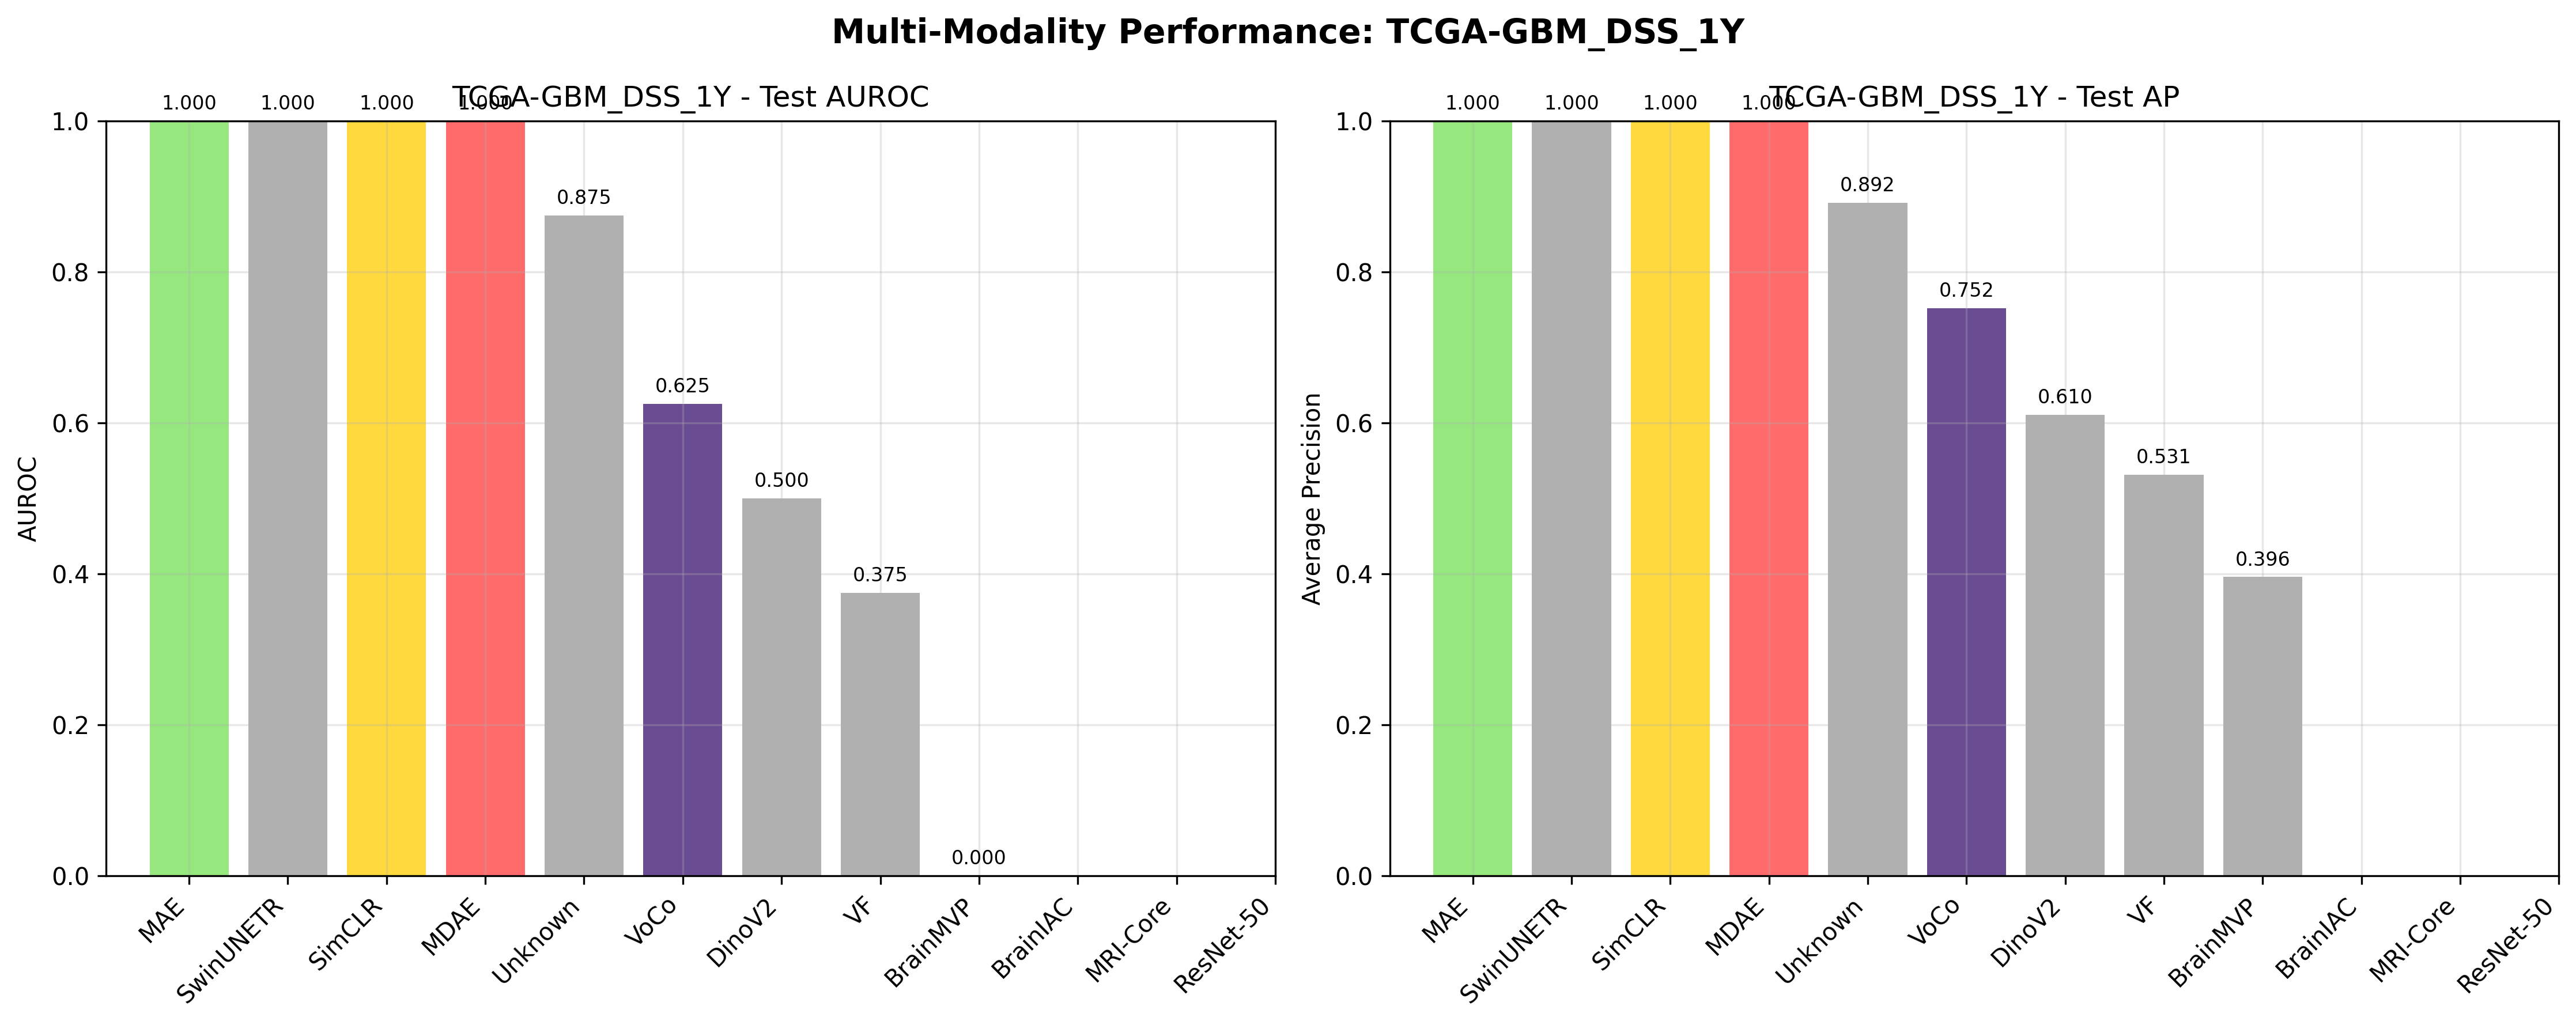 Multi-Modality Performance: TCGA-GBM_DSS_1Y
TCGA-GBM_DSS_1Y - Test AUROC
1.000 1.000 1.000 1.000
0.875
0.625
0.500
0.375
0.000
1.0
0.8
0.6
0.4
0.2
0.0
AUROC
MAE SwinUNETR SimCLR MDAE Unknown VoCo DinoV2 VF BrainMVP BrainIAC MRI-Core ResNet-50
TCGA-GBM_DSS_1Y - Test AP
1.000 1.000 1.000 1.000
0.892
0.752
0.610
0.531
0.396
1.0
0.8
0.6
0.4
0.2
0.0
Average Precision
MAE SwinUNETR SimCLR MDAE Unknown VoCo DinoV2 VF BrainMVP BrainIAC MRI-Core ResNet-50